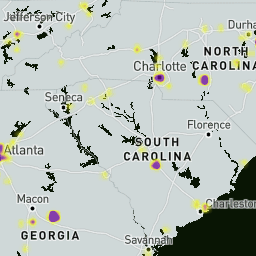 Jefferson City
Durha
NORTH
CAROLINA
Charlotte
Seneca
Florence
SOUTH
CAROLINA
Atlanta
Macon
Charleston
GEORGIA
Savannah